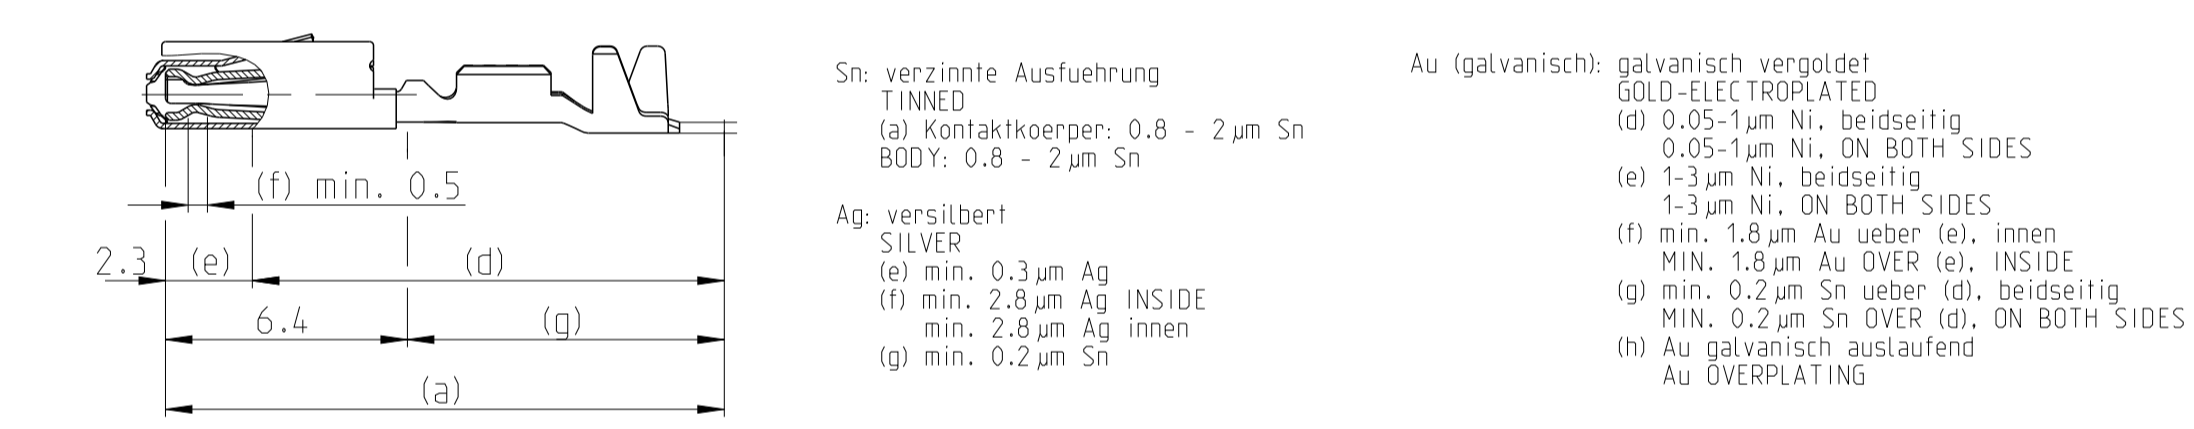 (f) min. 0.5
2.3
(e)
(d)
6.4
(g)
(a)
Sn: verzinnte Ausfuehrung
TINNED
(a) Kontaktkoerper: 0.8 - 2 µm Sn
BODY: 0.8 - 2 µm Sn
Ag: versilbert
SILVER
(e) min. 0.3 µm Ag
(f) min. 2.8 µm Ag INSIDE
min. 2.8 µm Ag innen
(g) min. 0.2 µm Sn
Au (galvanisch): galvanisch vergoldet
GOLD-ELECTROPLATED
(d) 0.05-1 µm Ni, beidseitig
0.05-1 µm Ni, ON BOTH SIDES
(e) 1-3 µm Ni, beidseitig
1-3 µm Ni, ON BOTH SIDES
(f) min. 1.8 µm Au ueber (e), innen
MIN. 1.8 µm Au OVER (e), INSIDE
(g) min. 0.2 µm Sn ueber (d), beidseitig
MIN. 0.2 µm Sn OVER (d), ON BOTH SIDES
(h) Au galvanisch auslaufend
Au OVERPLATING